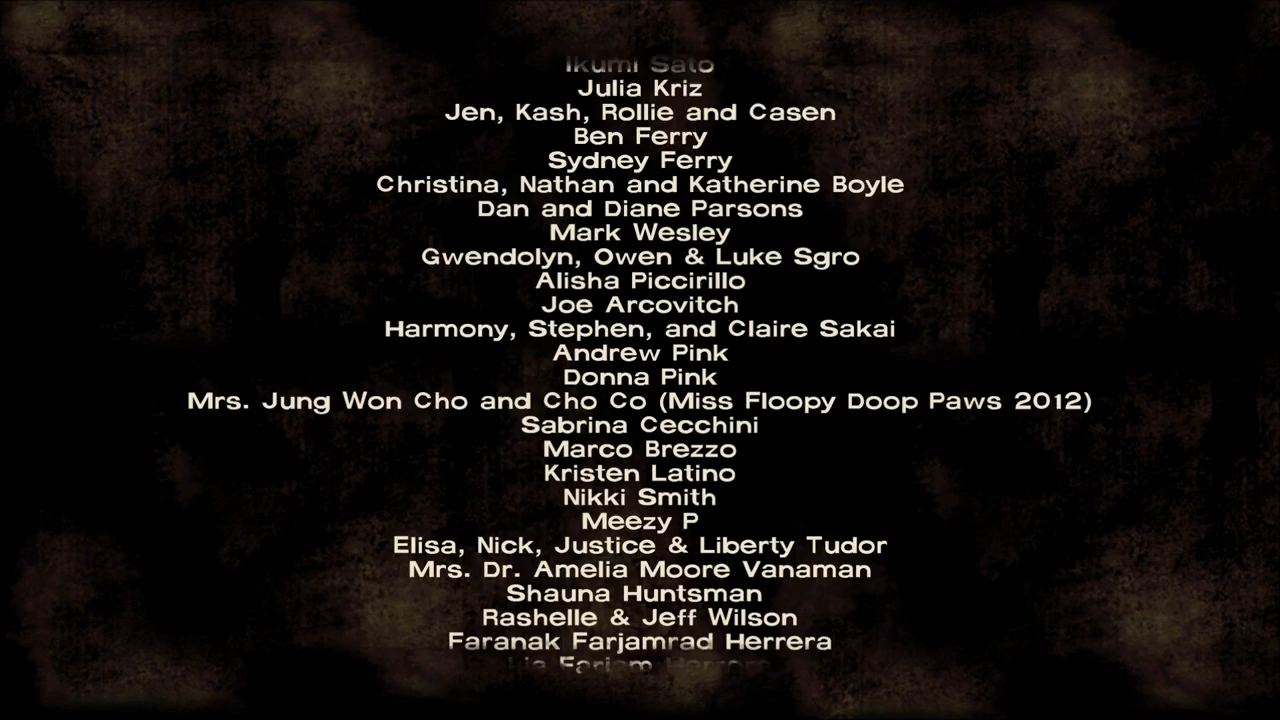 Ikumi Sato
Julia Kriz
Jen, Kash, Rollie and Casen
Ben Ferry
Sydney Ferry
Christina, Nathan and Katherine Boyle
Dan and Diane Parsons
Mark Wesley
Gwendolyn, Owen & Luke Sgro
Alisha Piccirillo
Joe Arcovitch
Harmony, Stephen, and Claire Sakai
Andrew Pink
Donna Pink
Mrs. Jung Won Cho and Cho Co (Miss Floopy Doop Paws 2012)
Sabrina Cecchini
Marco Brezzo
Kristen Latino
Nikki Smith
Meezy P
Elisa, Nick, Justice & Liberty Tudor
Mrs. Dr. Amelia Moore Vanaman
Shauna Huntsman
Rashelle & Jeff Wilson
Faranak Farjamrad Herrera
Farjam Herrera